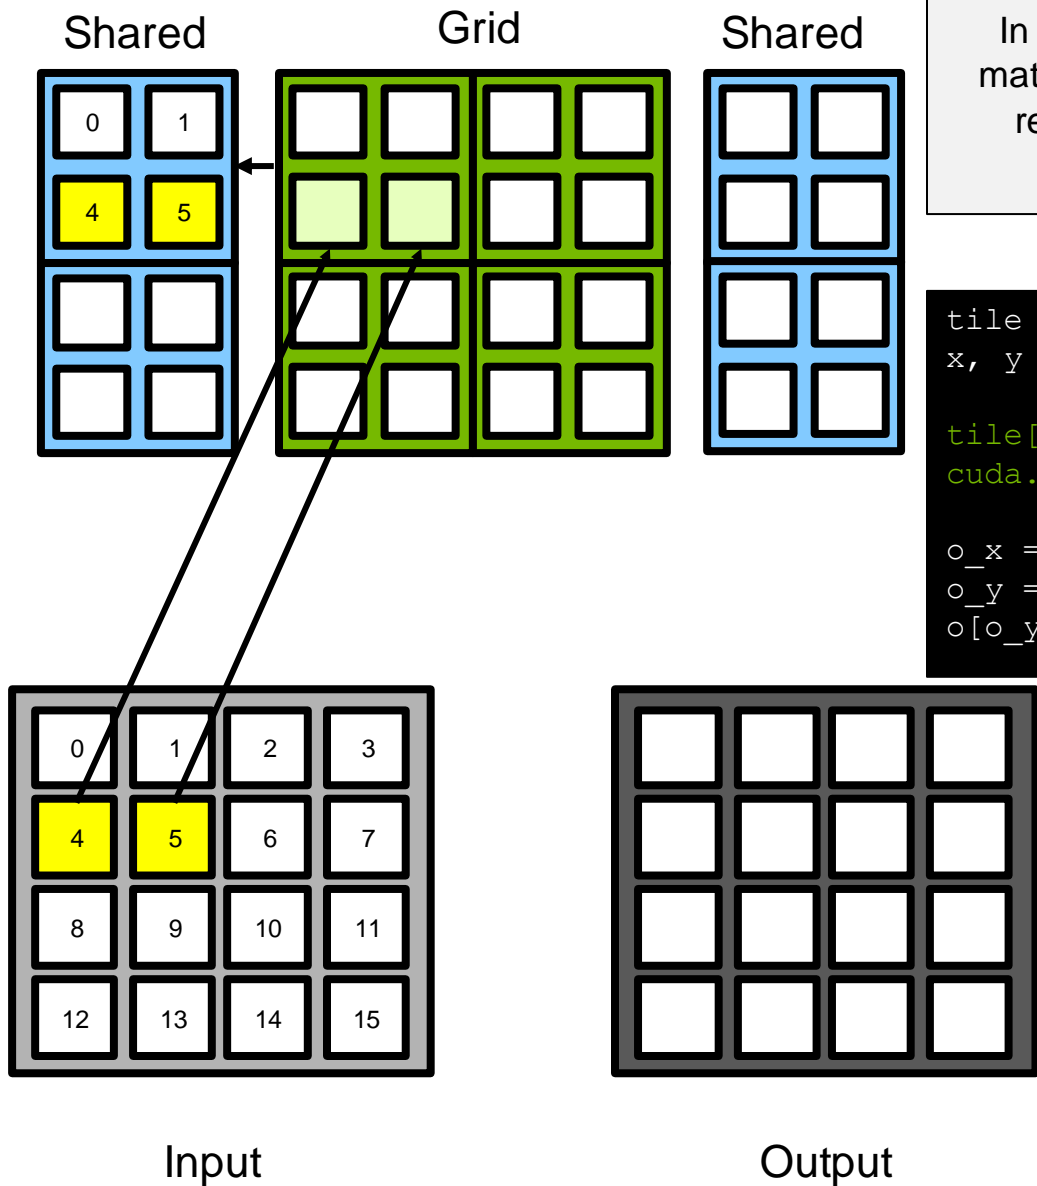 Shared
Grid
Shared
In
mat
re
0 1
4 5
tile
x, y
tile[
cuda.
o_x =
o_y =
o[o_y
0 1 2 3
4 5 6 7
8 9 10 11
12 13 14 15
Input
Output